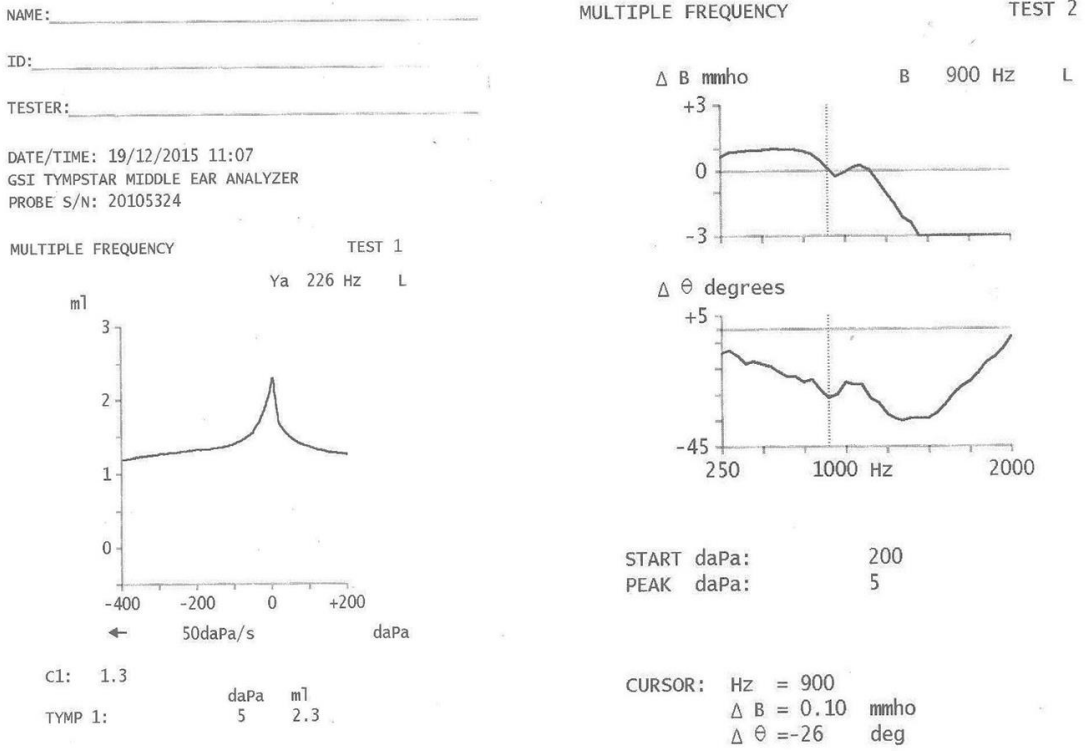 NAME:
ID:
TESTER:
DATE/TIME: 19/12/2015 11:07
GSI TYMPSTAR MIDDLE EAR ANALYZER
PROBE S/N: 20105324
MULTIPLE FREQUENCY TEST 1
Ya 226 Hz L
ml
3
2
1
0
-400 -200 0 +200
← 50daPa/s daPa
C1: 1.3
daPa ml
TYMP 1: 5 2.3
MULTIPLE FREQUENCY TEST 2
Δ B mmho B 900 Hz L
+3
0
-3
Δ θ degrees
+5
-45
250 1000 Hz 2000
START daPa: 200
PEAK daPa: 5
CURSOR: Hz = 900
Δ B = 0.10 mmho
Δ θ =-26 deg